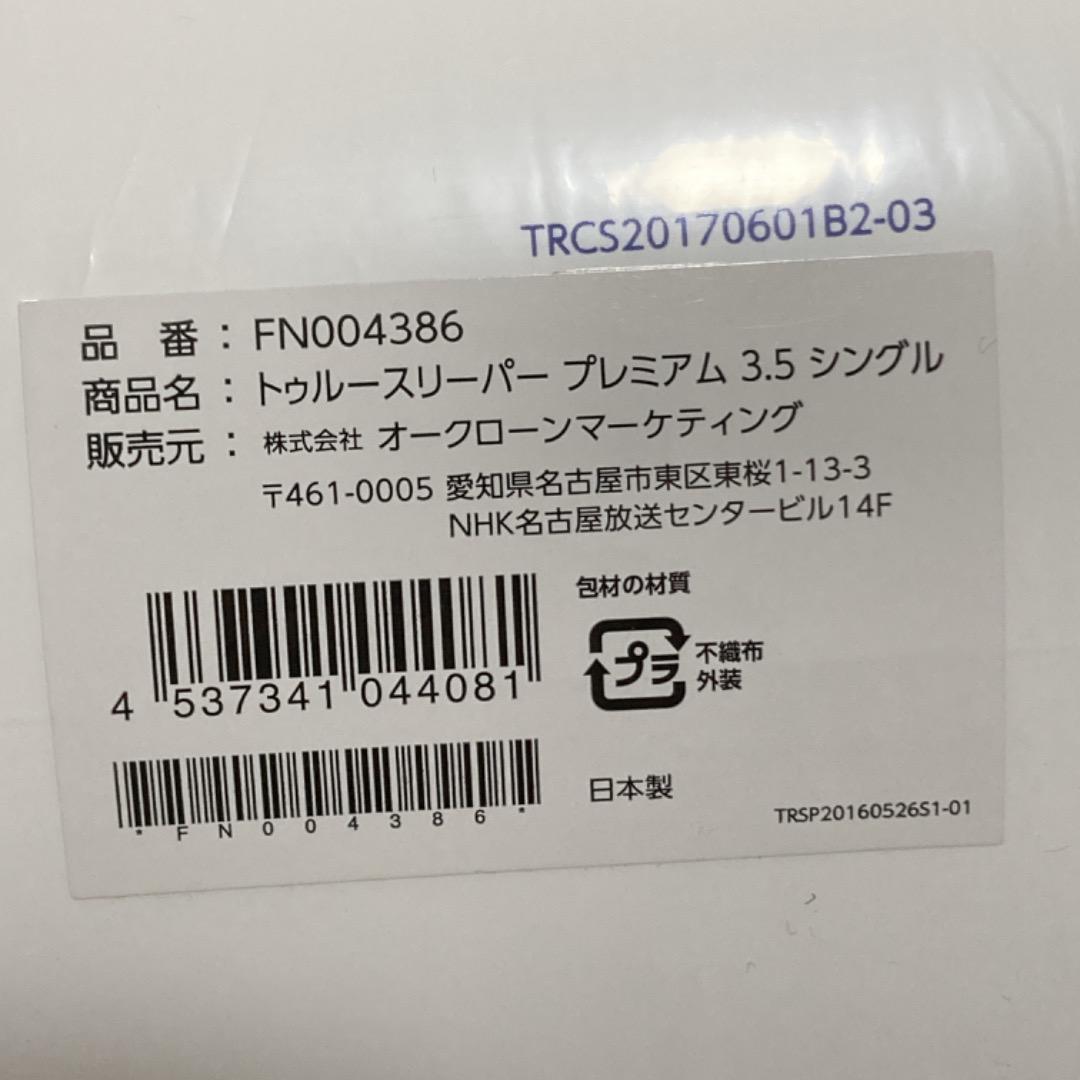 TRCS20170601B2-03
品 番 : FN004386
商品名 : トゥルースリーパー プレミアム 3.5 シングル
販売元 : 株式会社 オークローンマーケティング
〒461-0005 愛知県名古屋市東区東桜1-13-3
NHK名古屋放送センタービル14F
包材の材質
プラ
不織布
外装
4 537341 044081
*FN004386*
日本製
TRSP20160526S1-01